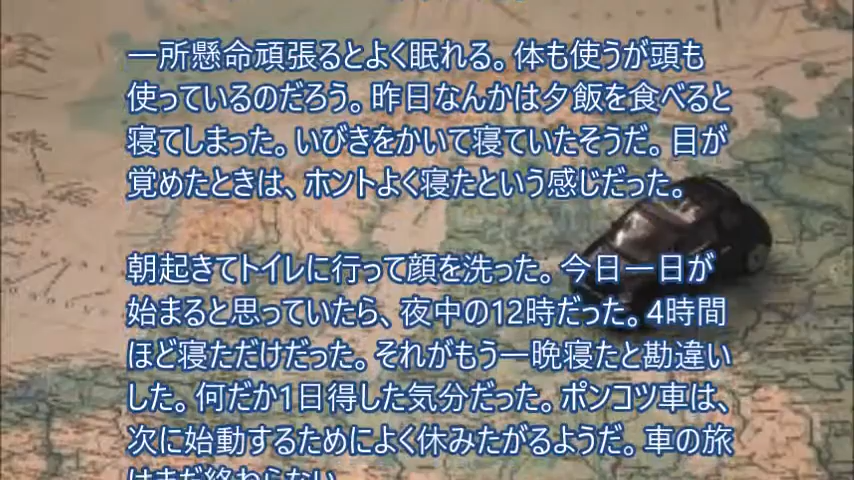 一所懸命頑張るとよく眠れる。体も使うが頭も
使っているのだろう。昨日なんかは夕飯を食べると
寝てしまった。いびきをかいて寝ていたそうだ。目が
覚めたときは、ホントよく寝たという感じだった。
朝起きてトイレに行って顔を洗った。今日一日が
始まると思っていたら、夜中の12時だった。4時間
ほど寝ただけだった。それがもう一晩寝たと勘違い
した。何だか1日得した気分だった。ポンコツ車は、
次に始動するためによく休みたがるようだ。車の旅
はまだ終わらない